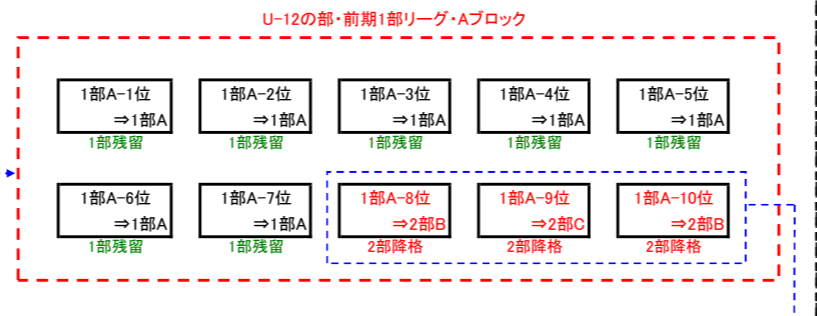 U-12の部・前期1部リーグ・Aブロック
1部A-1位
⇒1部A
1部残留
1部A-2位
⇒1部A
1部残留
1部A-3位
⇒1部A
1部残留
1部A-4位
⇒1部A
1部残留
1部A-5位
⇒1部A
1部残留
1部A-6位
⇒1部A
1部残留
1部A-7位
⇒1部A
1部残留
1部A-8位
⇒2部B
2部降格
1部A-9位
⇒2部C
2部降格
1部A-10位
⇒2部B
2部降格